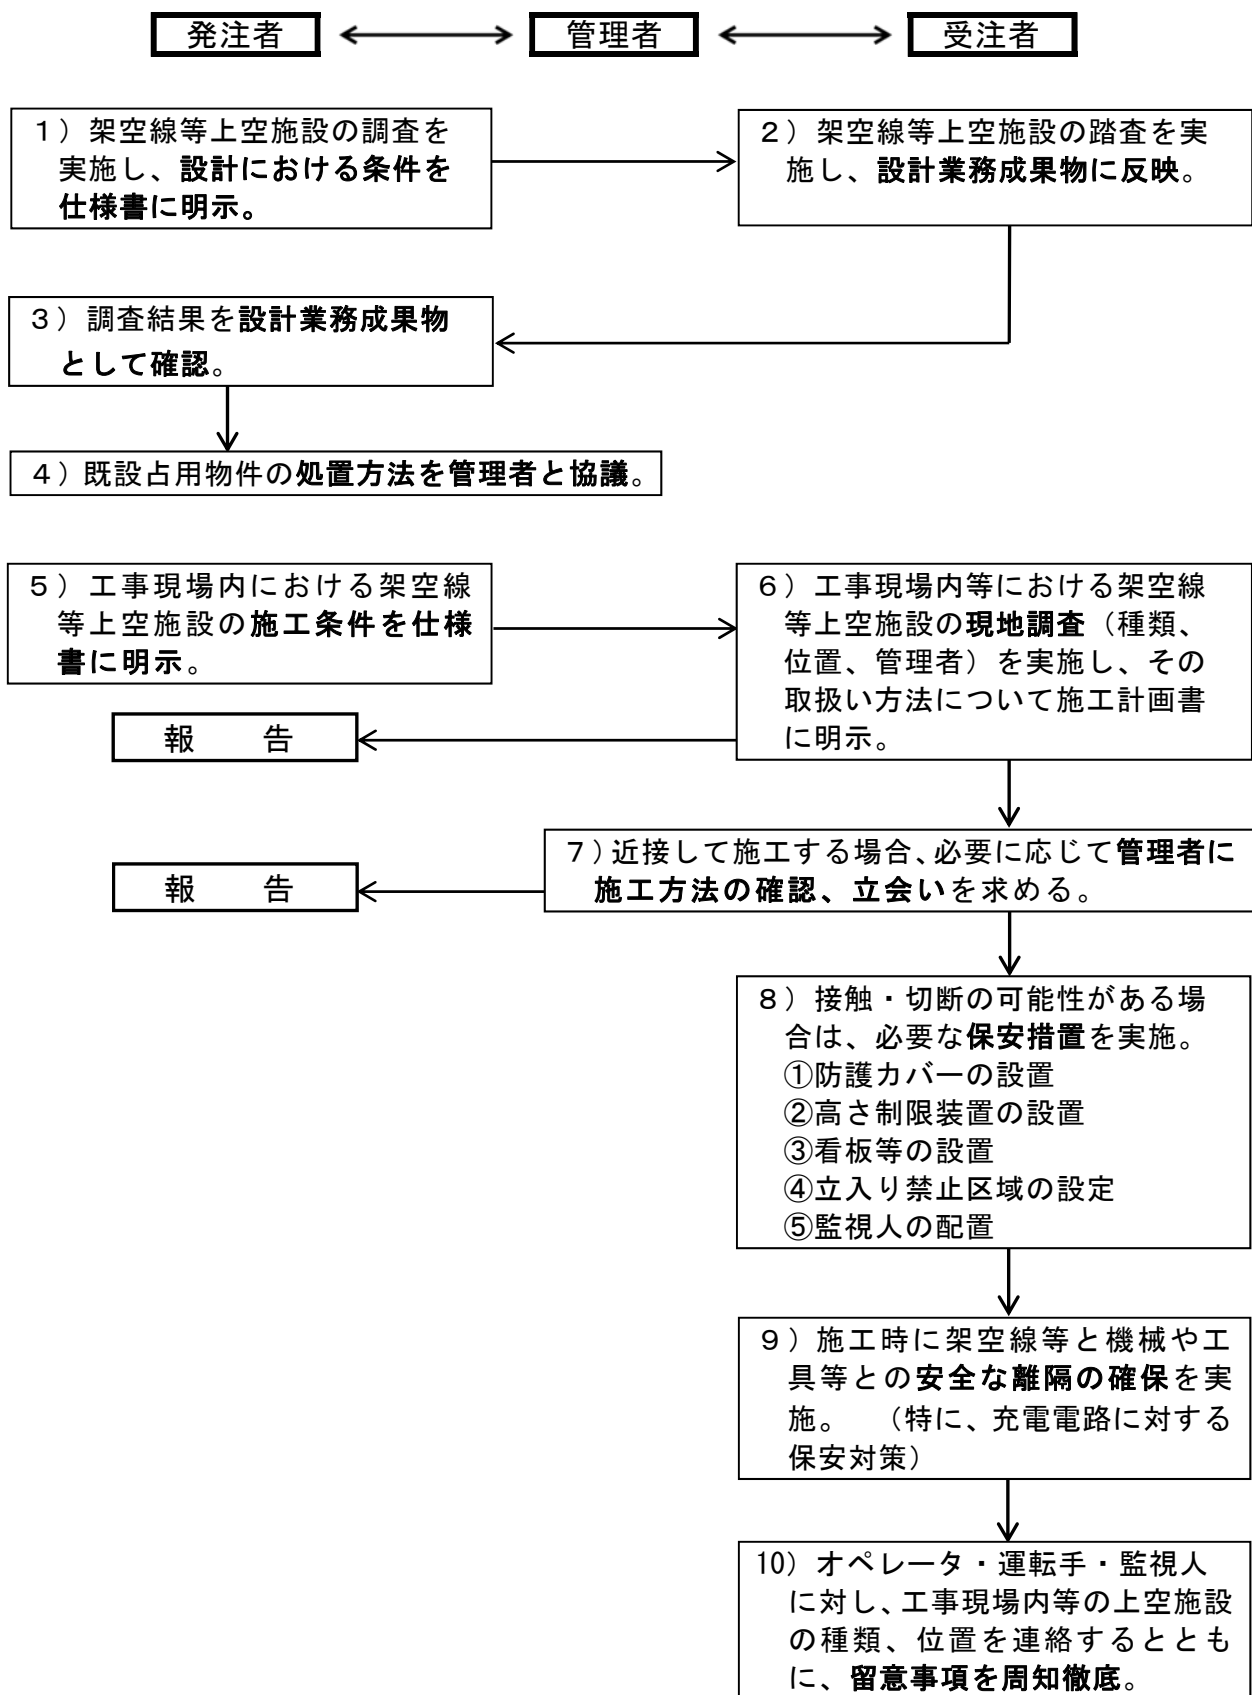 発注者 管理者 受注者
1）架空線等上空施設の調査を
実施し、設計における条件を
仕様書に明示。
2）架空線等上空施設の踏査を実
施し、設計業務成果物に反映。
3）調査結果を設計業務成果物
として確認。
4）既設占用物件の処置方法を管理者と協議。
5）工事現場内における架空線
等上空施設の施工条件を仕様
書に明示。
6）工事現場内等における架空線
等上空施設の現地調査（種類、
位置、管理者）を実施し、その
取扱い方法について施工計画書
に明示。
報　　告
7）近接して施工する場合、必要に応じて管理者に
施工方法の確認、立会いを求める。
報　　告
8）接触・切断の可能性がある場
合は、必要な保安措置を実施。
①防護カバーの設置
②高さ制限装置の設置
③看板等の設置
④立入り禁止区域の設定
⑤監視人の配置
9）施工時に架空線等と機械や工
具等との安全な離隔の確保を実
施。　（特に、充電電路に対する
保安対策）
10）オペレータ・運転手・監視人
に対し、工事現場内等の上空施設
の種類、位置を連絡するととも
に、留意事項を周知徹底。